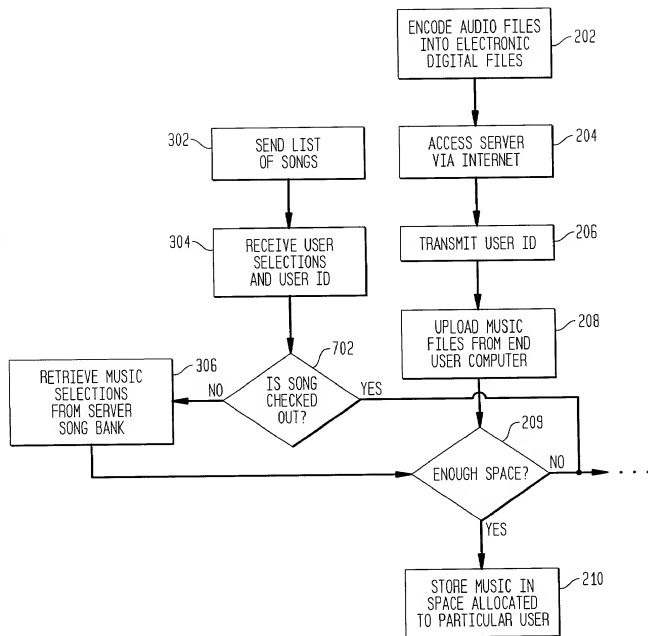 ENCODE AUDIO FILES
INTO ELECTRONIC
DIGITAL FILES
202
302
SEND LIST
OF SONGS
ACCESS SERVER
VIA INTERNET
204
304
RECEIVE USER
SELECTIONS
AND USER ID
TRANSMIT USER ID
206
UPLOAD MUSIC
FILES FROM END
USER COMPUTER
208
306
RETRIEVE MUSIC
SELECTIONS
FROM SERVER
SONG BANK
NO
702
IS SONG
CHECKED
OUT?
YES
209
ENOUGH SPACE?
NO
...
YES
STORE MUSIC IN
SPACE ALLOCATED
TO PARTICULAR USER
210